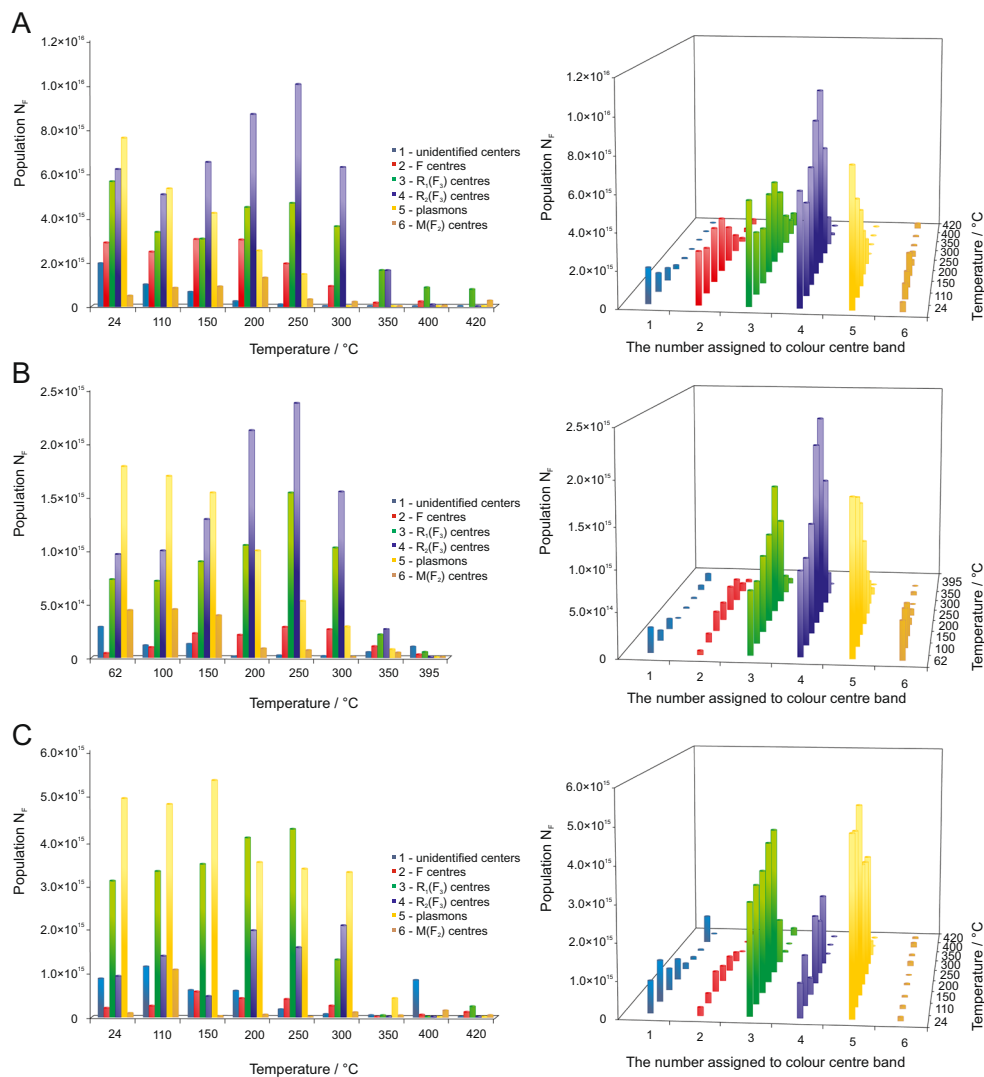 A
Population N_F
1.2×10¹⁶
1.0×10¹⁶
8.0×10¹⁵
6.0×10¹⁵
4.0×10¹⁵
2.0×10¹⁵
0
24 110 150 200 250 300 350 400 420
Temperature / °C
1 - unidentified centers
2 - F centres
3 - R₁(F₃) centres
4 - R₂(F₃) centres
5 - plasmons
6 - M(F₂) centres
Population N_F
1.2×10¹⁶
1.0×10¹⁶
8.0×10¹⁵
6.0×10¹⁵
4.0×10¹⁵
2.0×10¹⁵
0
1 2 3 4 5 6
The number assigned to colour centre band
420
400
350
300
250
200
150
110
24
Temperature / °C
B
Population N_F
2.5×10¹⁵
2.0×10¹⁵
1.5×10¹⁵
1.0×10¹⁵
5.0×10¹⁴
0
62 100 150 200 250 300 350 395
Temperature / °C
1 - unidentified centers
2 - F centres
3 - R₁(F₃) centres
4 - R₂(F₃) centres
5 - plasmons
6 - M(F₂) centres
Population N_F
2.5×10¹⁵
2.0×10¹⁵
1.5×10¹⁵
1.0×10¹⁵
5.0×10¹⁴
0
1 2 3 4 5 6
The number assigned to colour centre band
395
350
300
250
200
150
100
62
Temperature / °C
C
Population N_F
6.0×10¹⁵
5.0×10¹⁵
4.0×10¹⁵
3.0×10¹⁵
2.0×10¹⁵
1.0×10¹⁵
0
24 110 150 200 250 300 350 400 420
Temperature / °C
1 - unidentified centers
2 - F centres
3 - R₁(F₃) centres
4 - R₂(F₃) centres
5 - plasmons
6 - M(F₂) centres
Population N_F
6.0×10¹⁵
5.0×10¹⁵
4.0×10¹⁵
3.0×10¹⁵
2.0×10¹⁵
1.0×10¹⁵
0
1 2 3 4 5 6
The number assigned to colour centre band
420
400
350
300
250
200
150
110
24
Temperature / °C